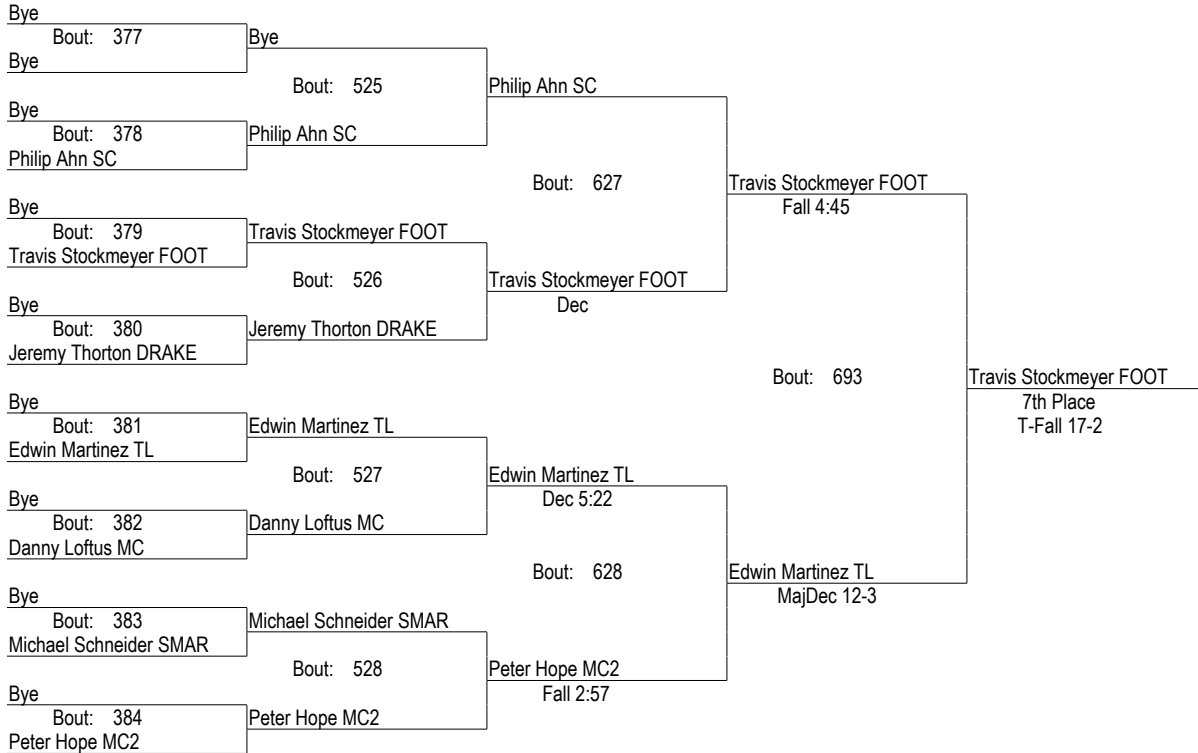 Bye
Bout: 377
Bye
Bye
Bout: 525
Philip Ahn SC
Bye
Bout: 378
Philip Ahn SC
Philip Ahn SC
Bout: 627
Travis Stockmeyer FOOT
Fall 4:45
Bye
Bout: 379
Travis Stockmeyer FOOT
Travis Stockmeyer FOOT
Bout: 526
Travis Stockmeyer FOOT
Dec
Bye
Bout: 380
Jeremy Thorton DRAKE
Jeremy Thorton DRAKE
Bout: 693
Travis Stockmeyer FOOT
7th Place
T-Fall 17-2
Bye
Bout: 381
Edwin Martinez TL
Edwin Martinez TL
Bout: 527
Edwin Martinez TL
Dec 5:22
Bye
Bout: 382
Danny Loftus MC
Danny Loftus MC
Bout: 628
Edwin Martinez TL
MajDec 12-3
Bye
Bout: 383
Michael Schneider SMAR
Michael Schneider SMAR
Bout: 528
Peter Hope MC2
Fall 2:57
Bye
Bout: 384
Peter Hope MC2
Peter Hope MC2